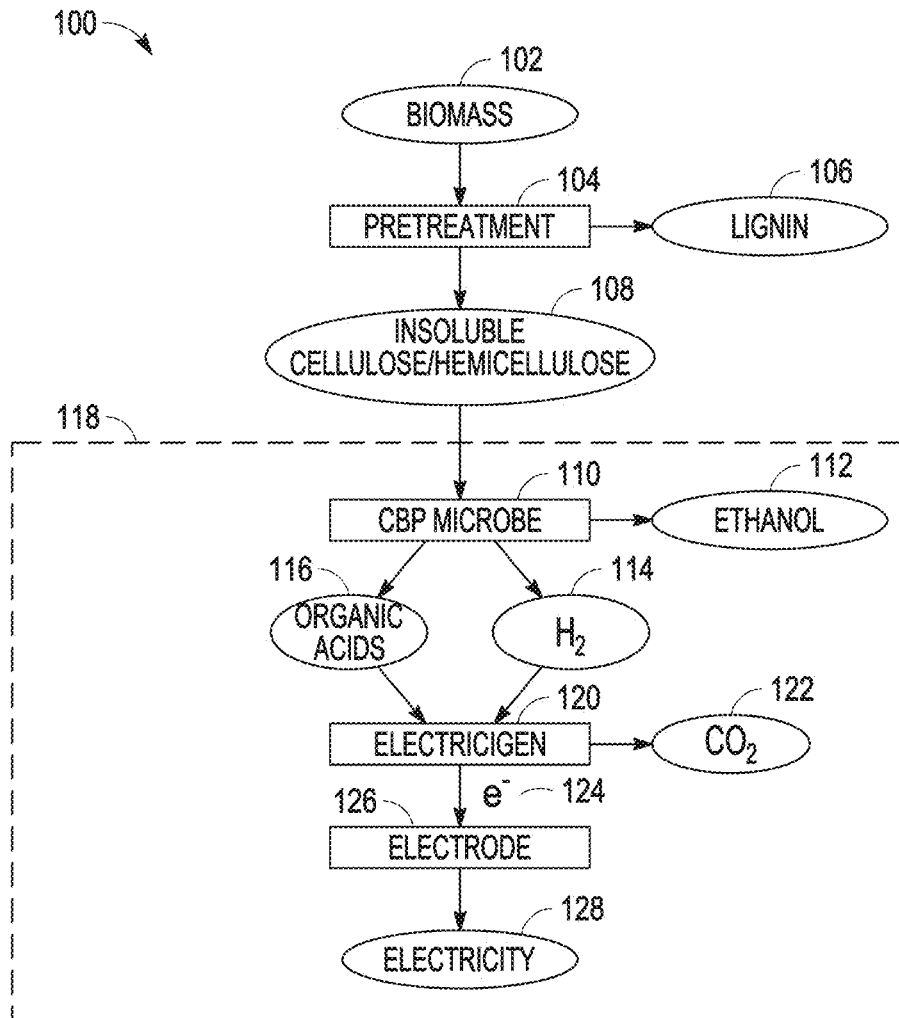 100
102
BIOMASS
104
PRETREATMENT
106
LIGNIN
108
INSOLUBLE
CELLULOSE/HEMICELLULOSE
118
110
CBP MICROBE
112
ETHANOL
116
ORGANIC
ACIDS
114
H₂
120
ELECTRICIGEN
122
CO₂
e⁻ 124
126
ELECTRODE
128
ELECTRICITY